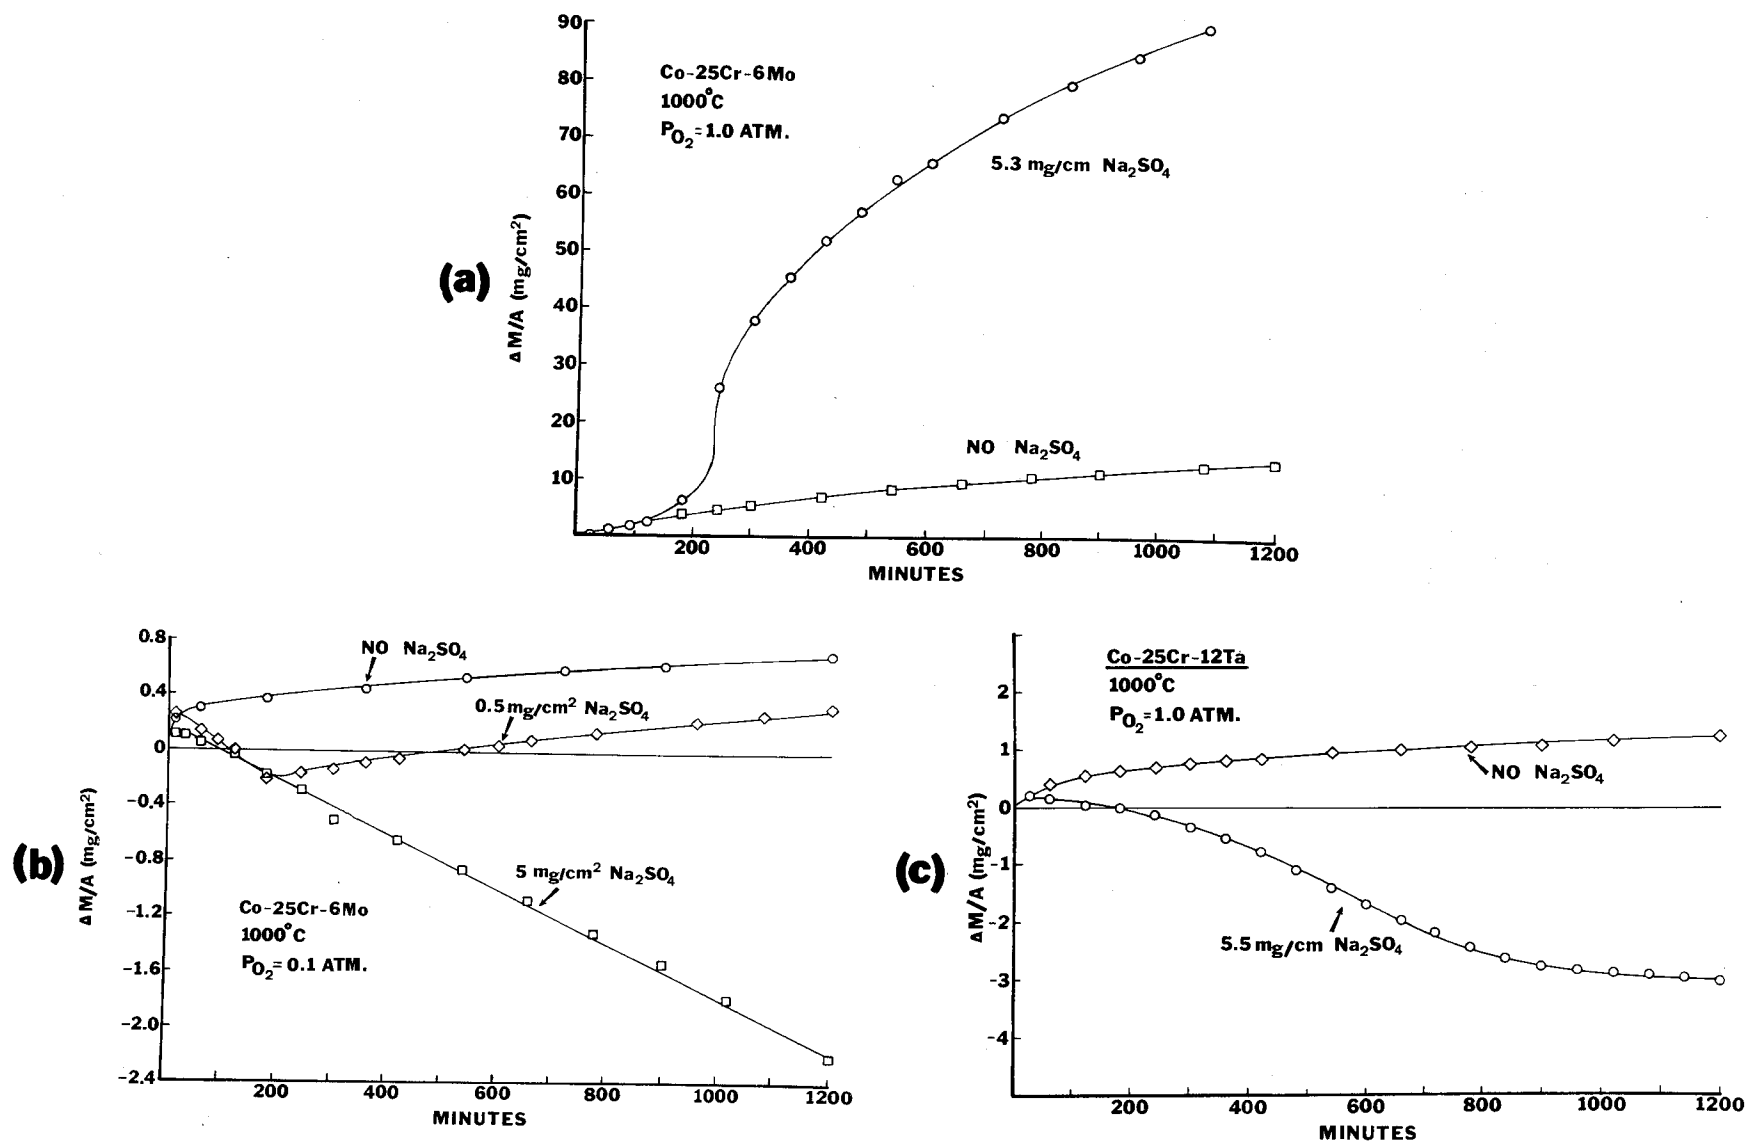 90
80
70
60
50
40
30
20
10
ΔM/A (mg/cm²)
(a)
Co-25Cr-6Mo
1000°C
P_O₂=1.0 ATM.
5.3 mg/cm Na₂SO₄
NO Na₂SO₄
200 400 600 800 1000 1200
MINUTES
0.8
0.4
0
-0.4
-0.8
-1.2
-1.6
-2.0
-2.4
ΔM/A (mg/cm²)
(b)
NO Na₂SO₄
0.5 mg/cm² Na₂SO₄
5 mg/cm² Na₂SO₄
Co-25Cr-6Mo
1000°C
P_O₂=0.1 ATM.
200 400 600 800 1000 1200
MINUTES
2
1
0
-1
-2
-3
-4
ΔM/A (mg/cm²)
(c)
Co-25Cr-12Ta
1000°C
P_O₂=1.0 ATM.
NO Na₂SO₄
5.5 mg/cm Na₂SO₄
200 400 600 800 1000 1200
MINUTES